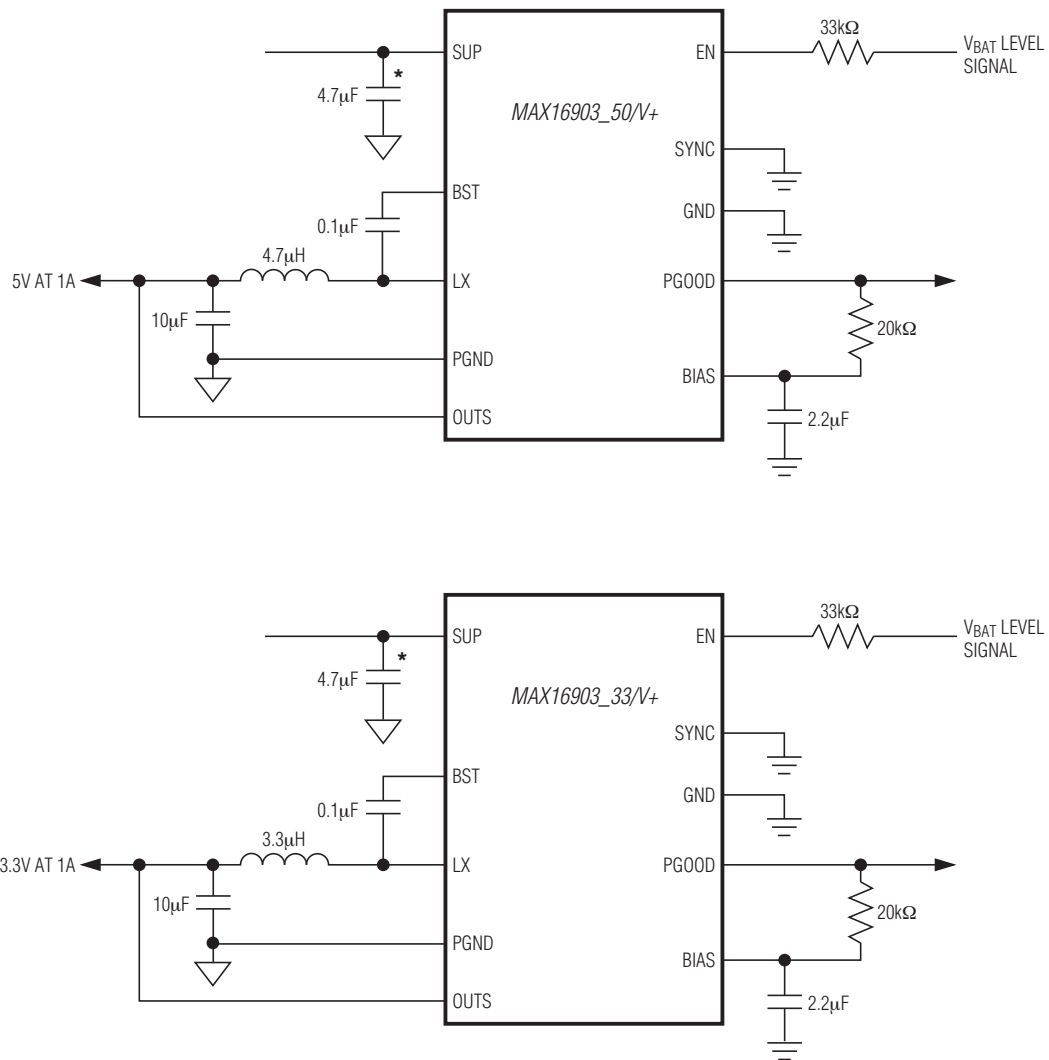 33kΩ
SUP
EN
VBAT LEVEL
SIGNAL
*
4.7µF
MAX16903_50/V+
SYNC
BST
GND
0.1µF
4.7µH
5V AT 1A
LX
PGOOD
10µF
20kΩ
PGND
BIAS
OUTS
2.2µF
33kΩ
SUP
EN
VBAT LEVEL
SIGNAL
*
4.7µF
MAX16903_33/V+
SYNC
BST
GND
0.1µF
3.3µH
3.3V AT 1A
LX
PGOOD
10µF
20kΩ
PGND
BIAS
OUTS
2.2µF